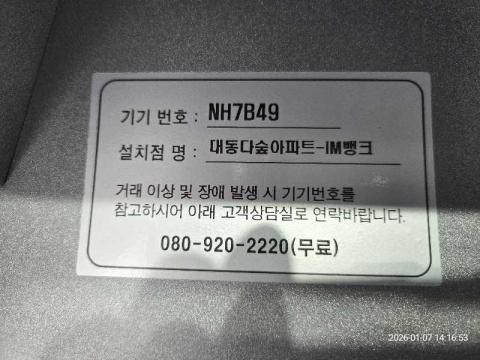 기기 번호 : NH7B49
설치점 명 : 대동다숲아파트-IM뱅크
거래 이상 및 장애 발생 시 기기번호를
참고하시어 아래 고객상담실로 연락바랍니다.
080-920-2220(무료)
2026-01-07 14:16:53